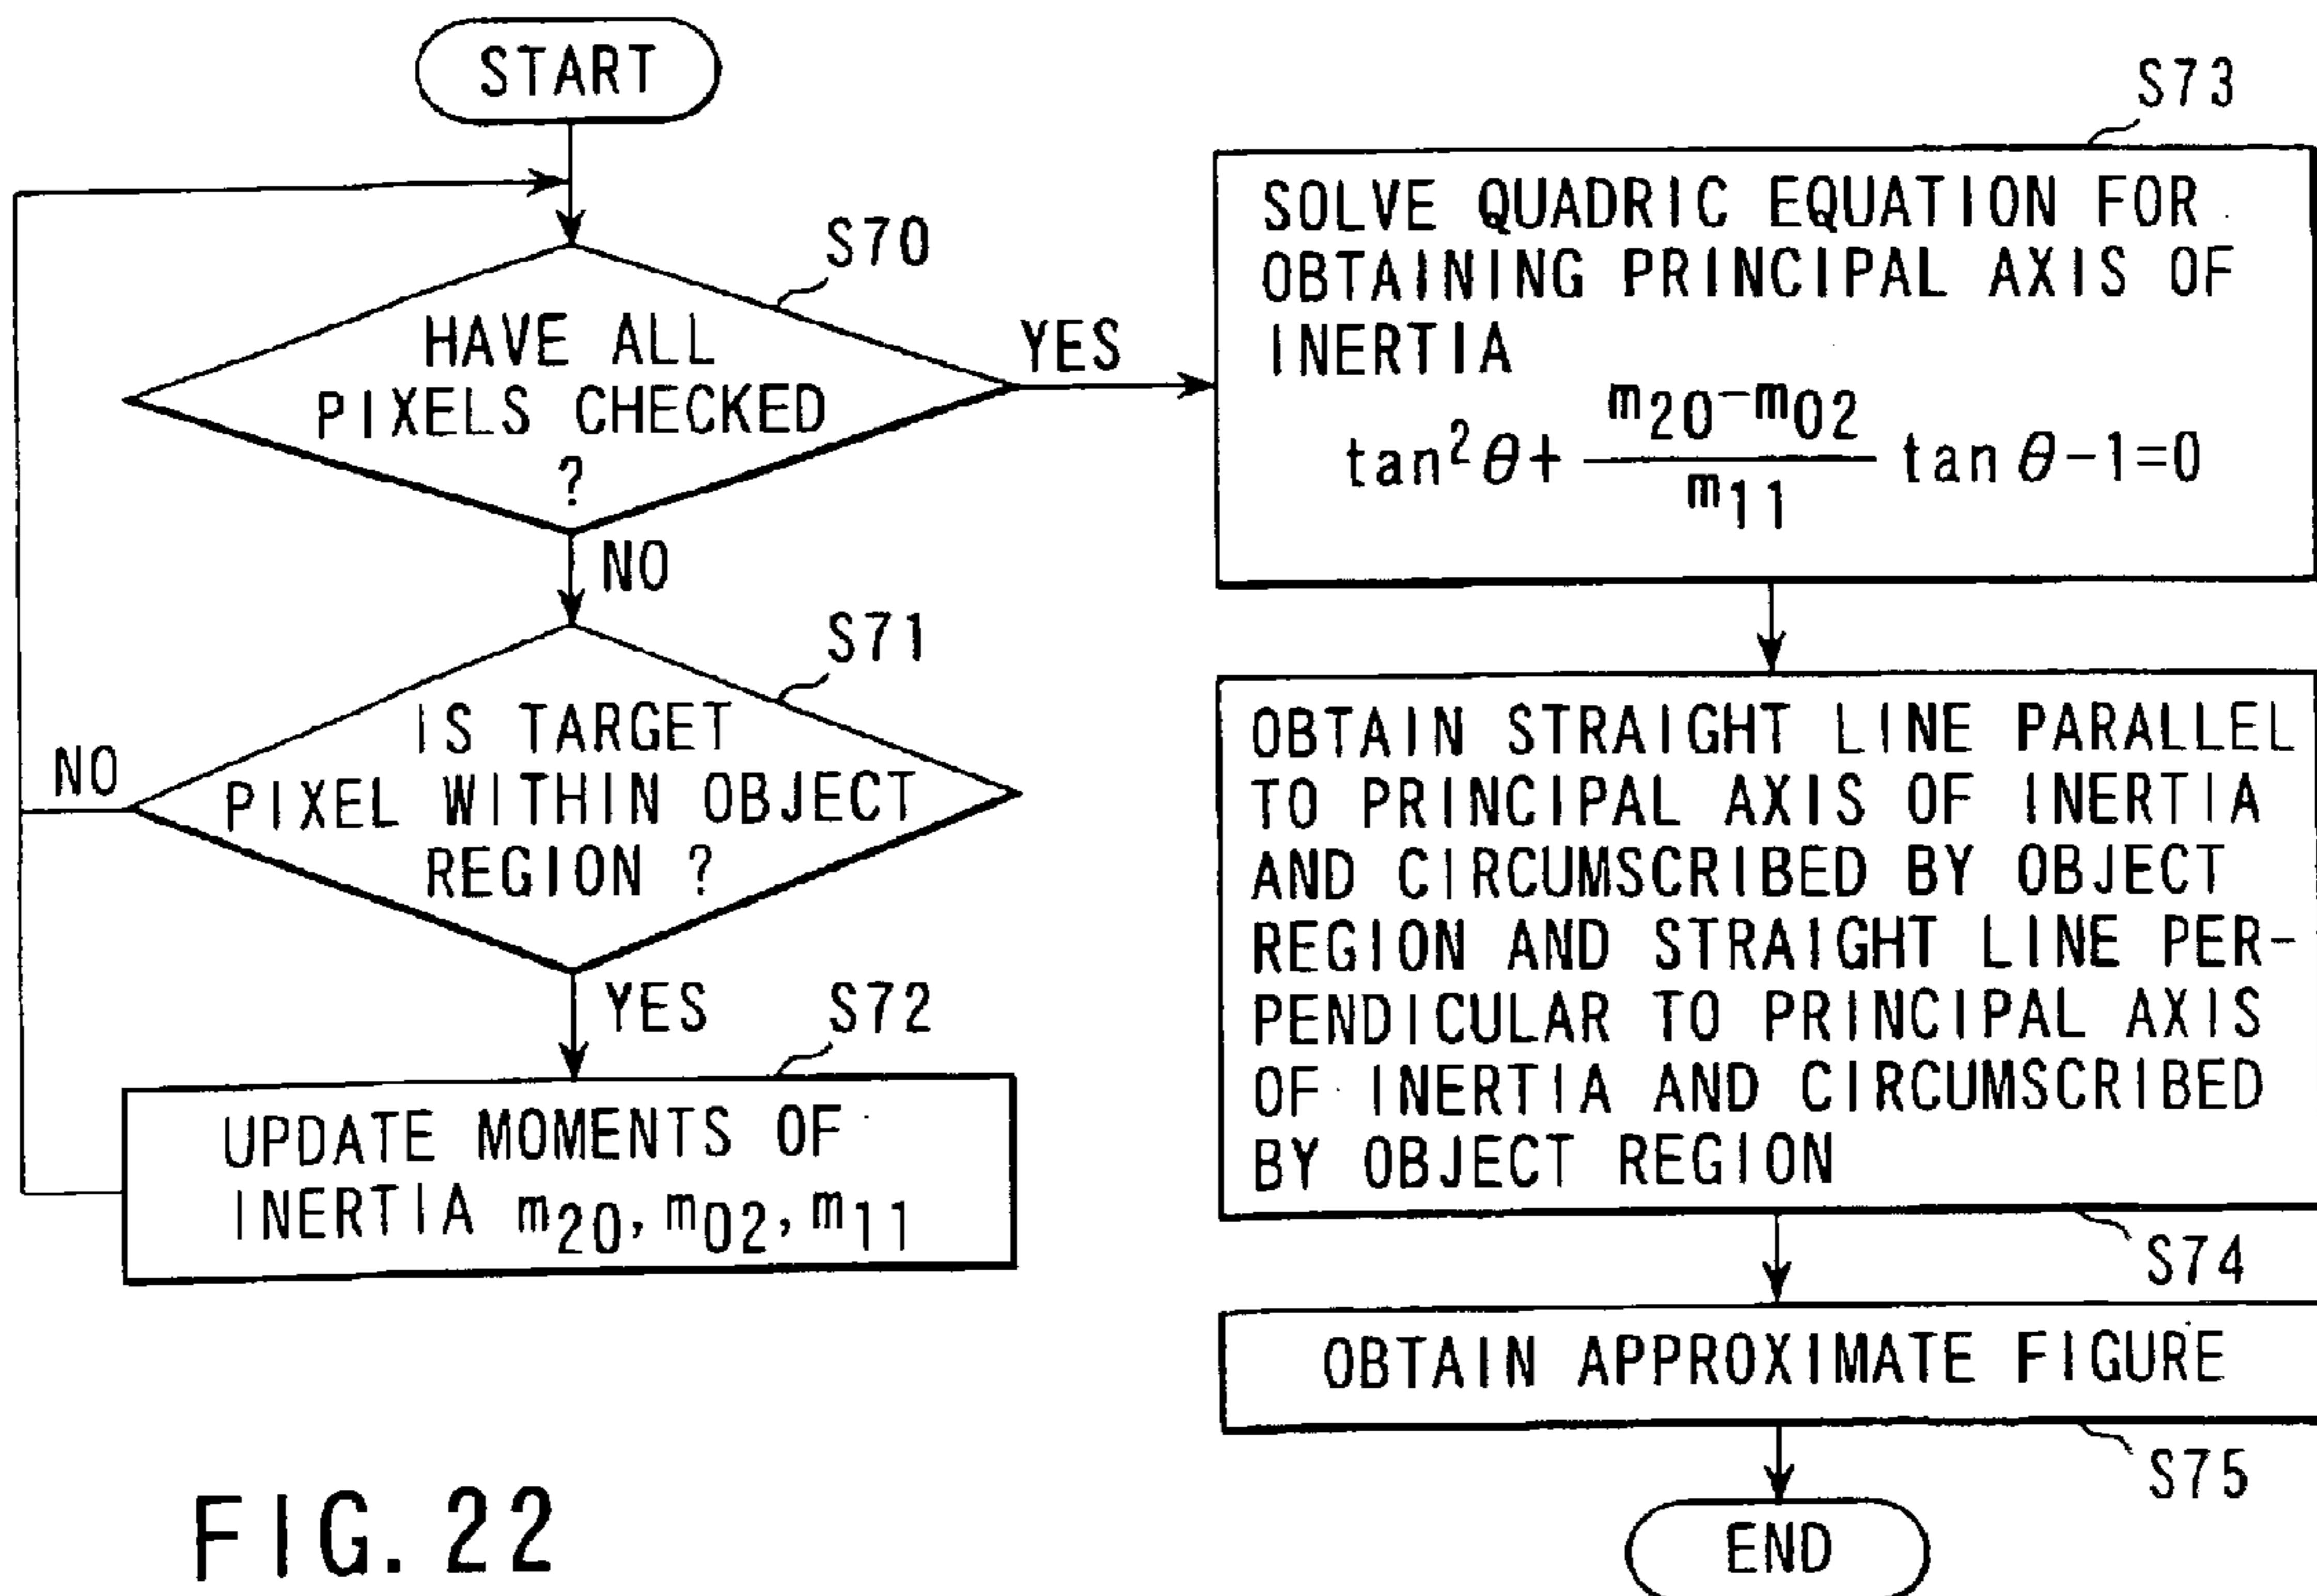 START
S70
HAVE ALL
PIXELS CHECKED
?
YES
NO
S71
IS TARGET
PIXEL WITHIN OBJECT
REGION ?
NO
YES
S72
UPDATE MOMENTS OF
INERTIA m20, m02, m11
S73
SOLVE QUADRIC EQUATION FOR
OBTAINING PRINCIPAL AXIS OF
INERTIA
tan²θ+ m20-m02 / m11 tanθ-1=0
OBTAIN STRAIGHT LINE PARALLEL
TO PRINCIPAL AXIS OF INERTIA
AND CIRCUMSCRIBED BY OBJECT
REGION AND STRAIGHT LINE PER-
PENDICULAR TO PRINCIPAL AXIS
OF INERTIA AND CIRCUMSCRIBED
BY OBJECT REGION
S74
OBTAIN APPROXIMATE FIGURE
S75
END
FIG. 22